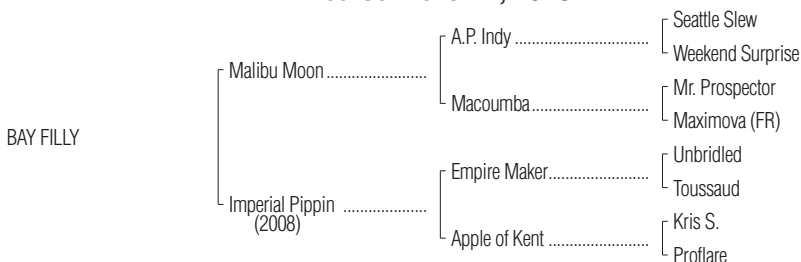 Seattle Slew
A.P. Indy
Weekend Surprise
Malibu Moon
Mr. Prospector
Macoumba
Maximova (FR)
BAY FILLY
Unbridled
Empire Maker
Toussaud
Imperial Pippin
(2008)
Kris S.
Apple of Kent
Proflare